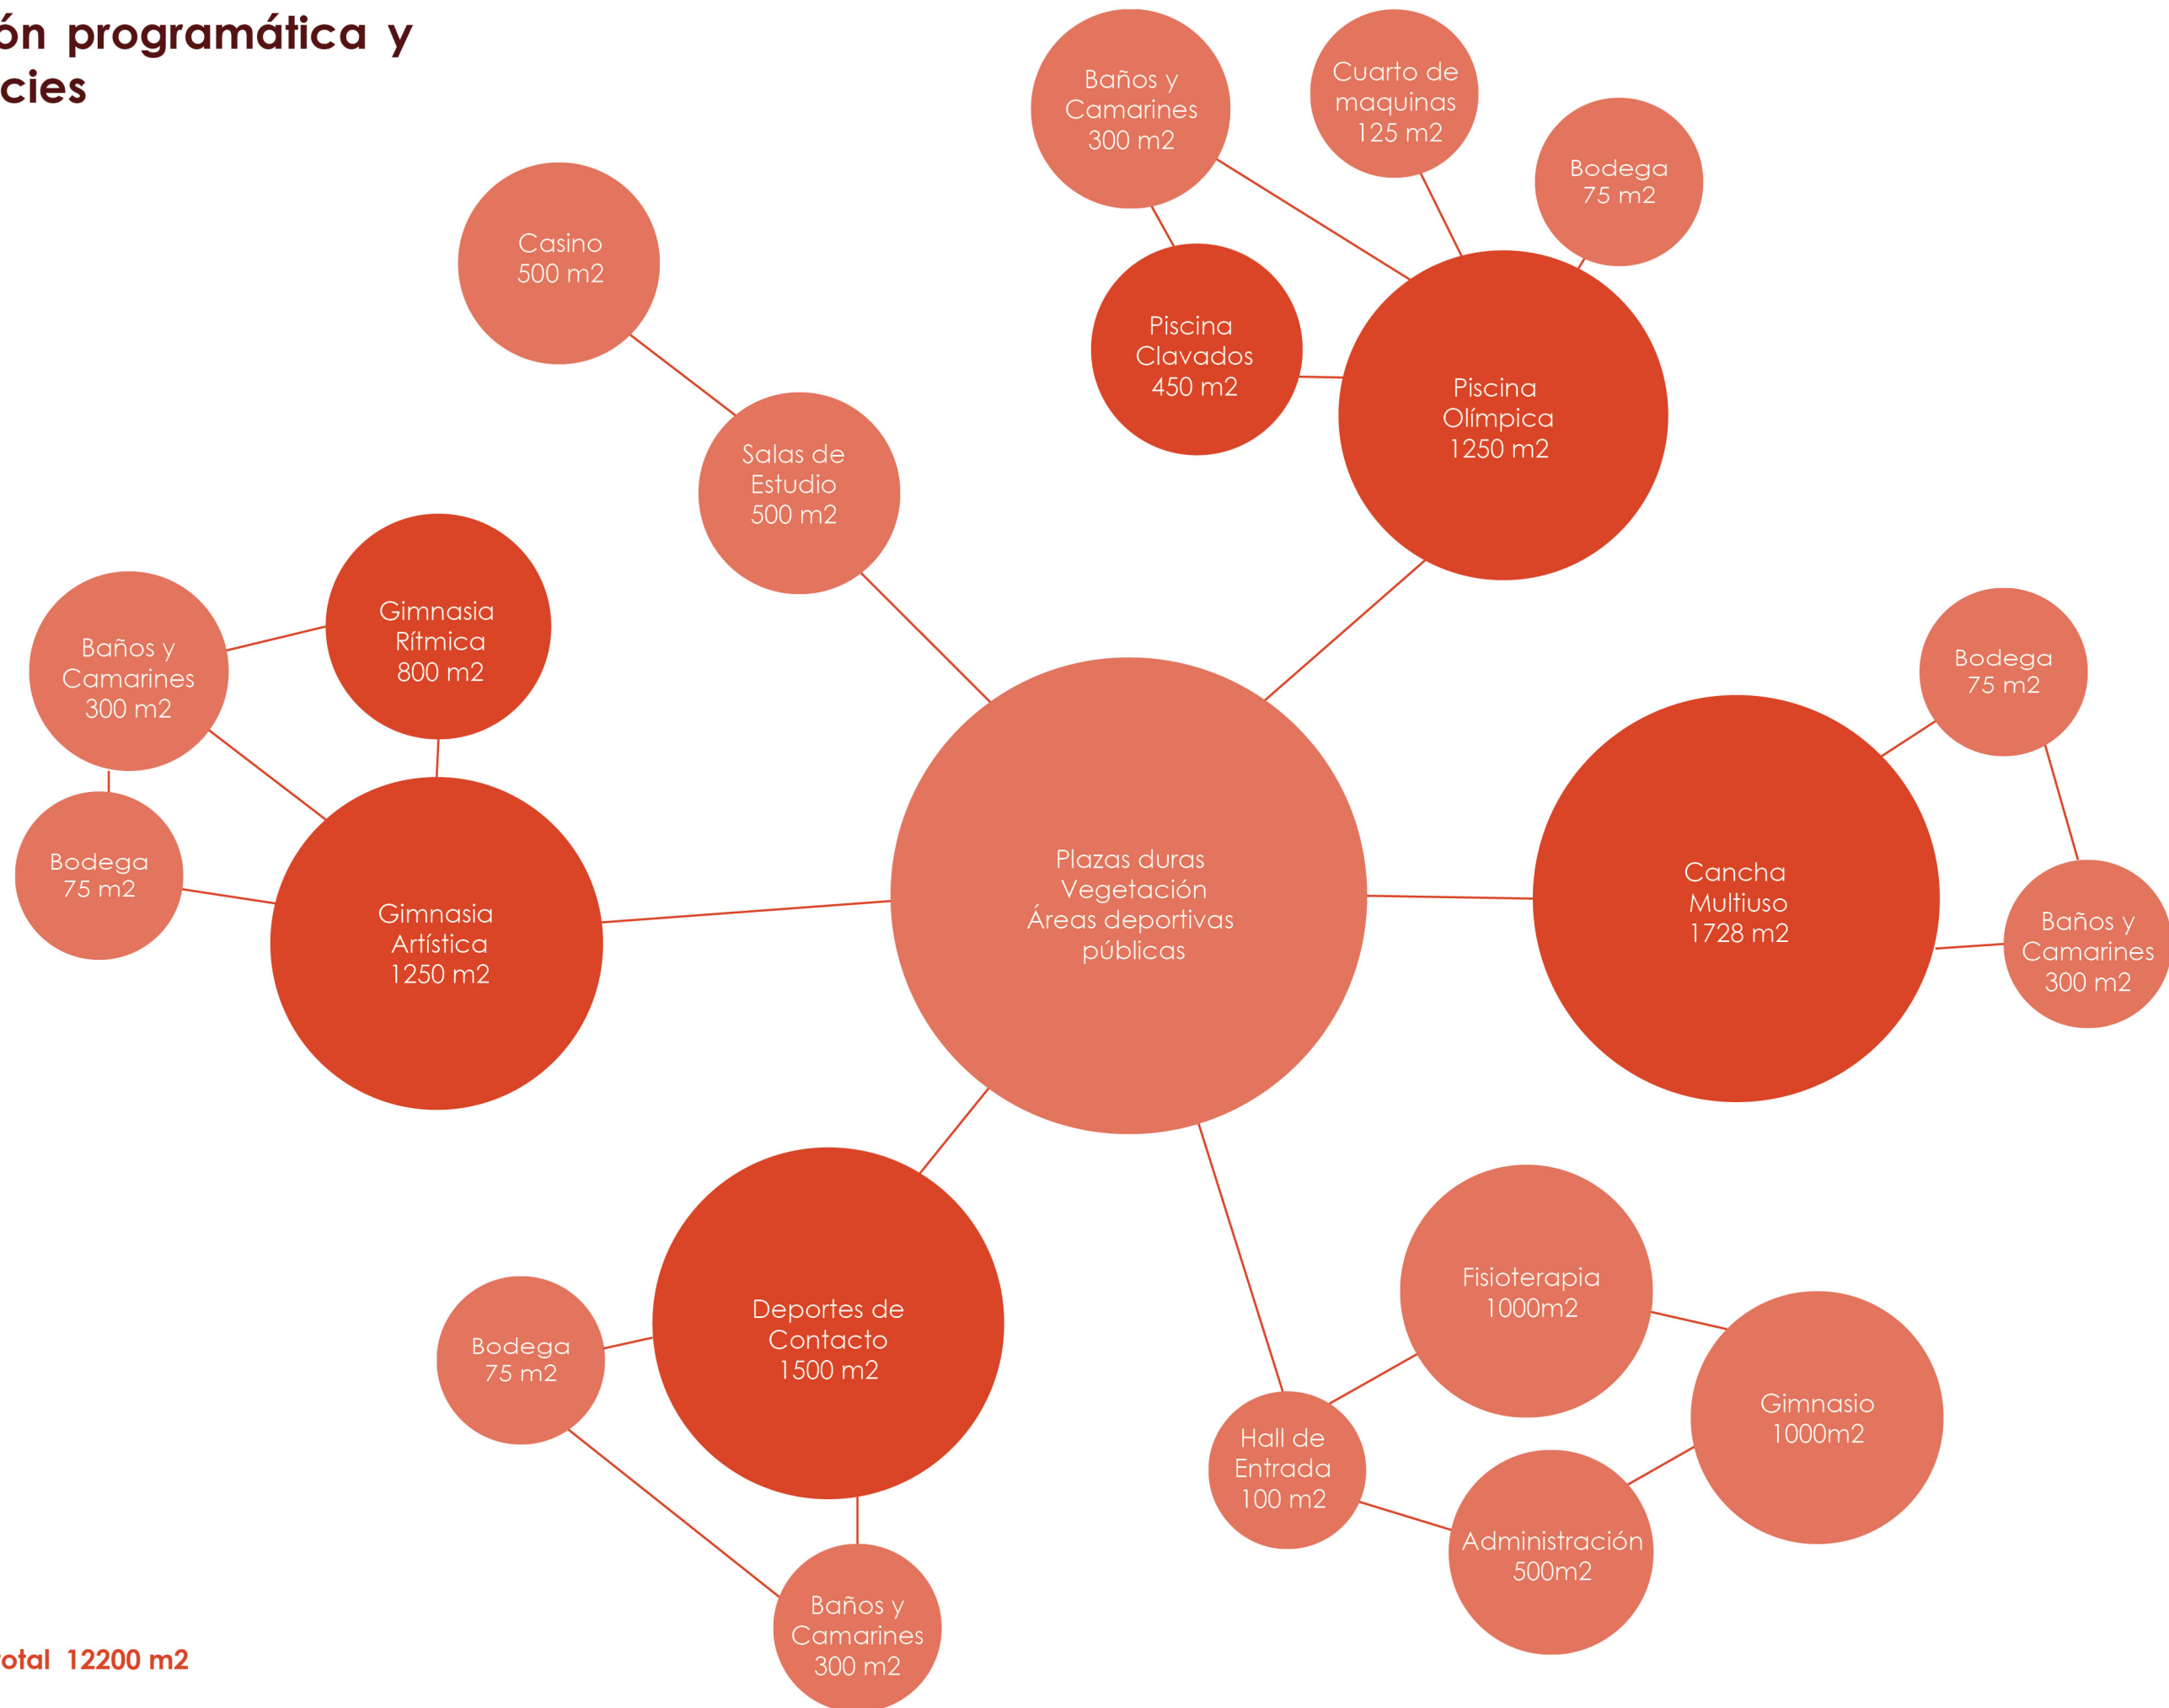 ón programática y
cies
Baños y
Camarines
300 m2
Cuarto de
maquinas
125 m2
Bodega
75 m2
Casino
500 m2
Piscina
Clavados
450 m2
Piscina
Olímpica
1250 m2
Salas de
Estudio
500 m2
Gimnasia
Rítmica
800 m2
Baños y
Camarines
300 m2
Bodega
75 m2
Gimnasia
Artística
1250 m2
Plazas duras
Vegetación
Áreas deportivas
públicas
Cancha
Multiuso
1728 m2
Bodega
75 m2
Baños y
Camarines
300 m2
Deportes de
Contacto
1500 m2
Bodega
75 m2
Baños y
Camarines
300 m2
Fisioterapia
1000m2
Gimnasio
1000m2
Hall de
Entrada
100 m2
Administración
500m2
otal 12200 m2